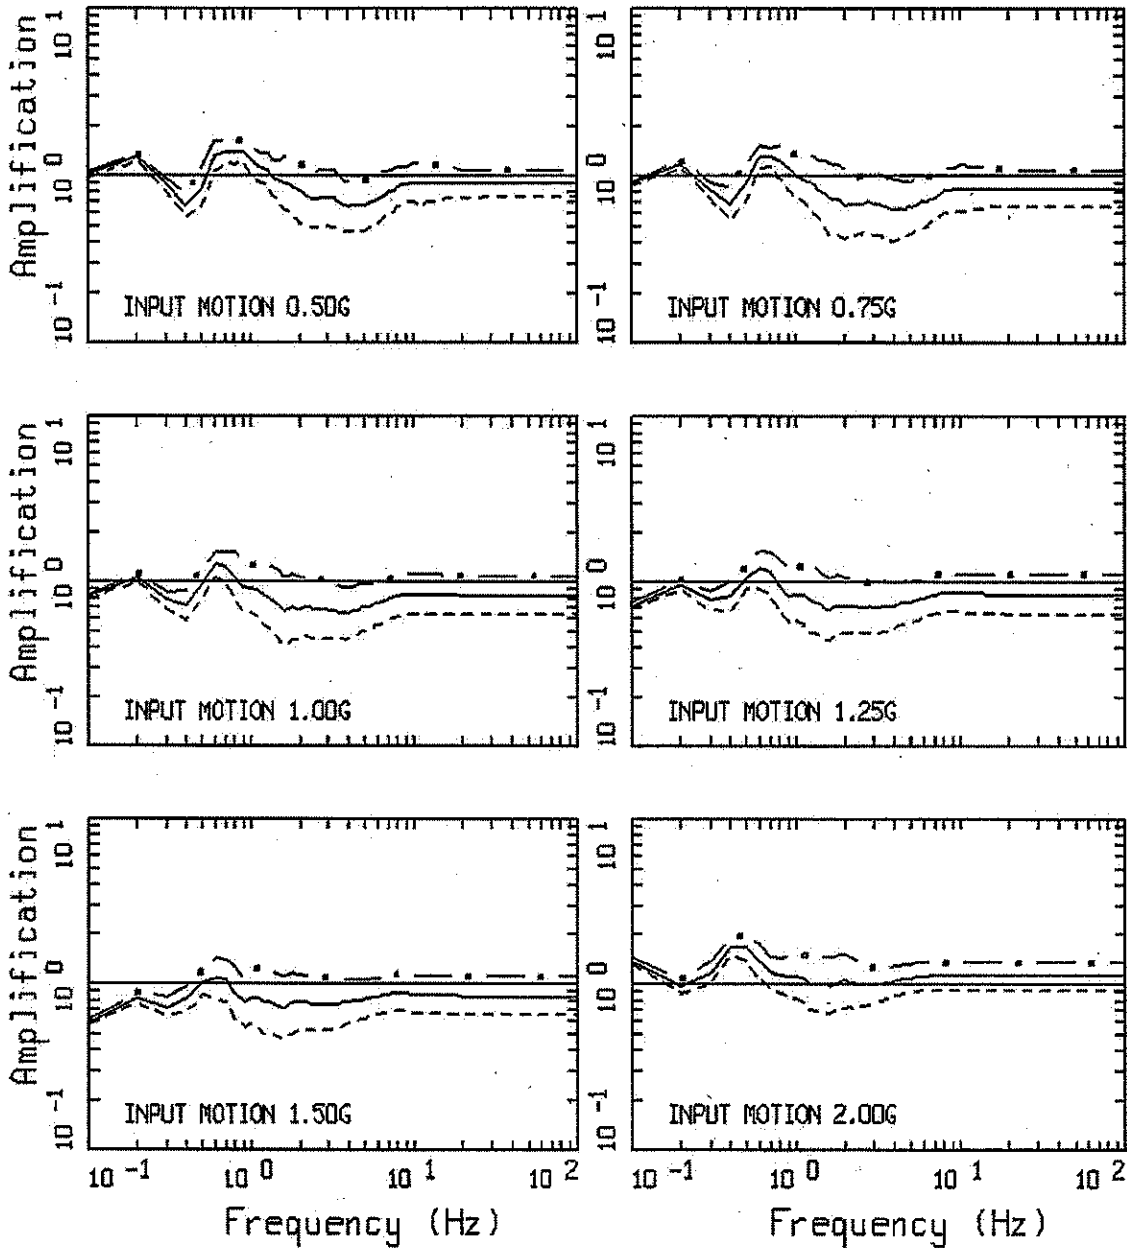 Amplification
10 1
10 0
10 -1
INPUT MOTION 0.50G
10 1
10 0
10 -1
INPUT MOTION 0.75G
Amplification
10 1
10 0
10 -1
INPUT MOTION 1.00G
10 1
10 0
10 -1
INPUT MOTION 1.25G
Amplification
10 1
10 0
10 -1
INPUT MOTION 1.50G
10 1
10 0
10 -1
INPUT MOTION 2.00G
10 -1 10 0 10 1 10 2
10 -1 10 0 10 1 10 2
Frequency (Hz)
Frequency (Hz)